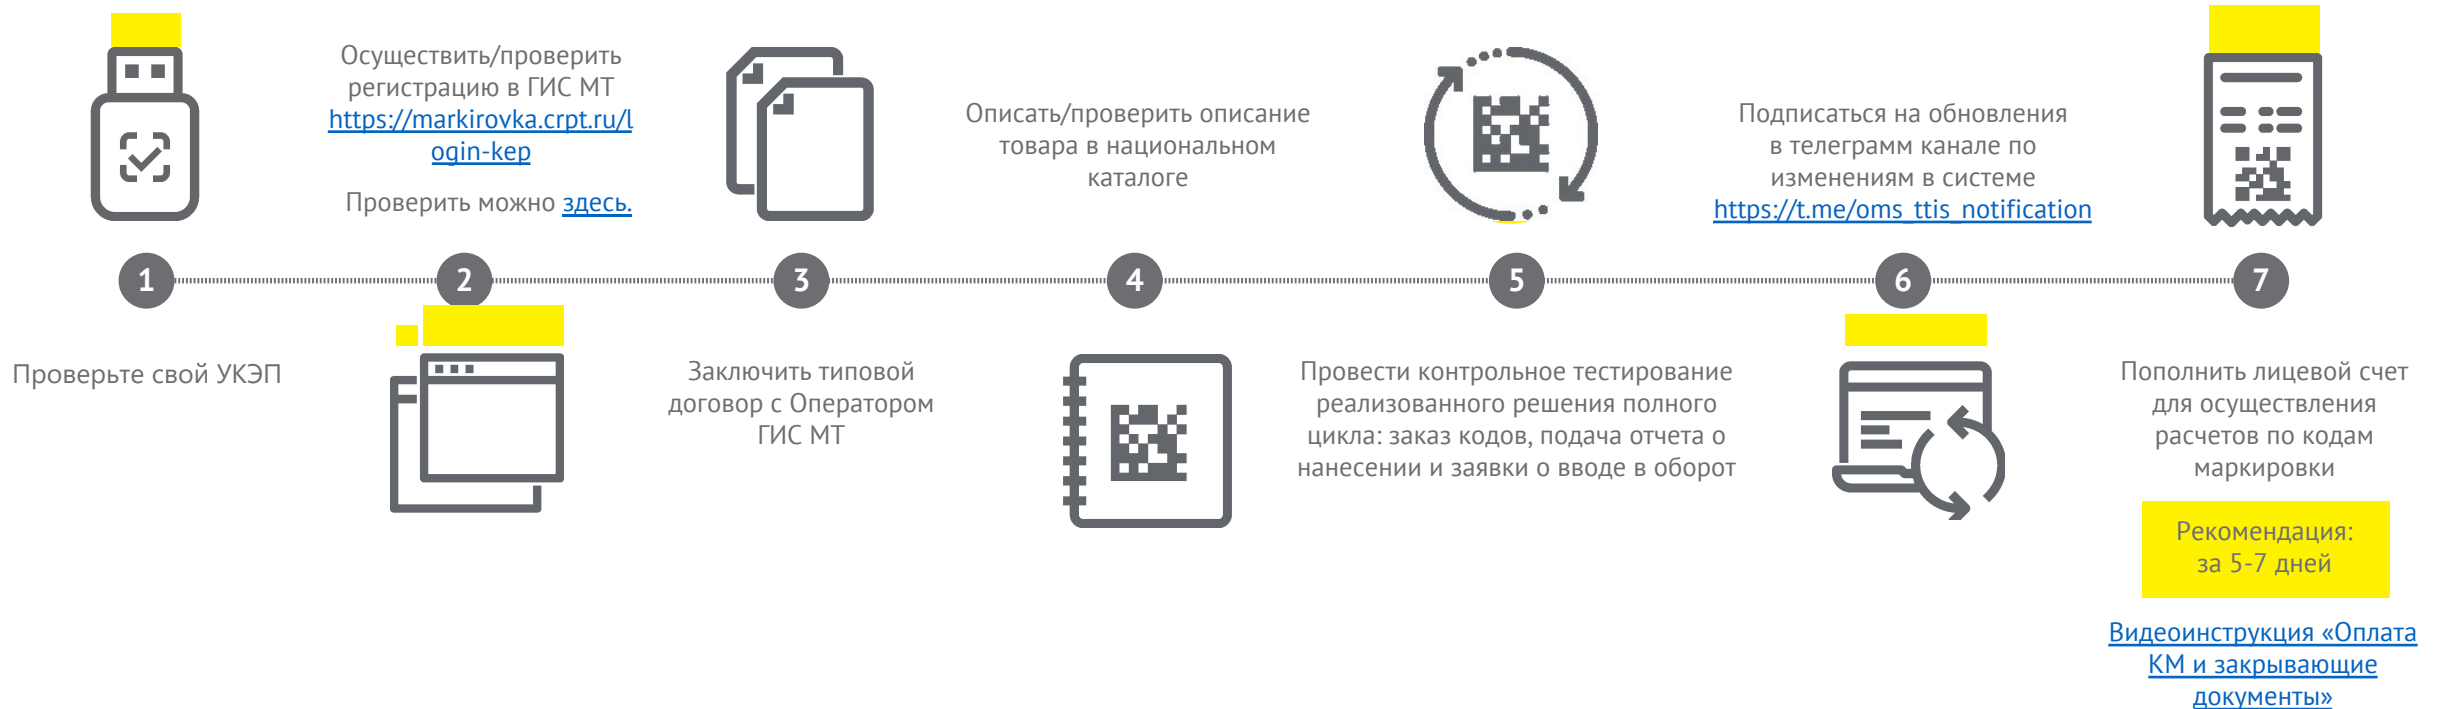 1
Проверьте свой УКЭП
Осуществить/проверить
регистрацию в ГИС МТ
https://markirovka.crpt.ru/l
ogin-kep
Проверить можно здесь.
2
3
Заключить типовой
договор с Оператором
ГИС МТ
Описать/проверить описание
товара в национальном
каталоге
4
5
Провести контрольное тестирование
реализованного решения полного
цикла: заказ кодов, подача отчета о
нанесении и заявки о вводе в оборот
Подписаться на обновления
в телеграмм канале по
изменениям в системе
https://t.me/oms_ttis_notification
6
7
Пополнить лицевой счет
для осуществления
расчетов по кодам
маркировки
Рекомендация:
за 5-7 дней
Видеоинструкция «Оплата
КМ и закрывающие
документы»